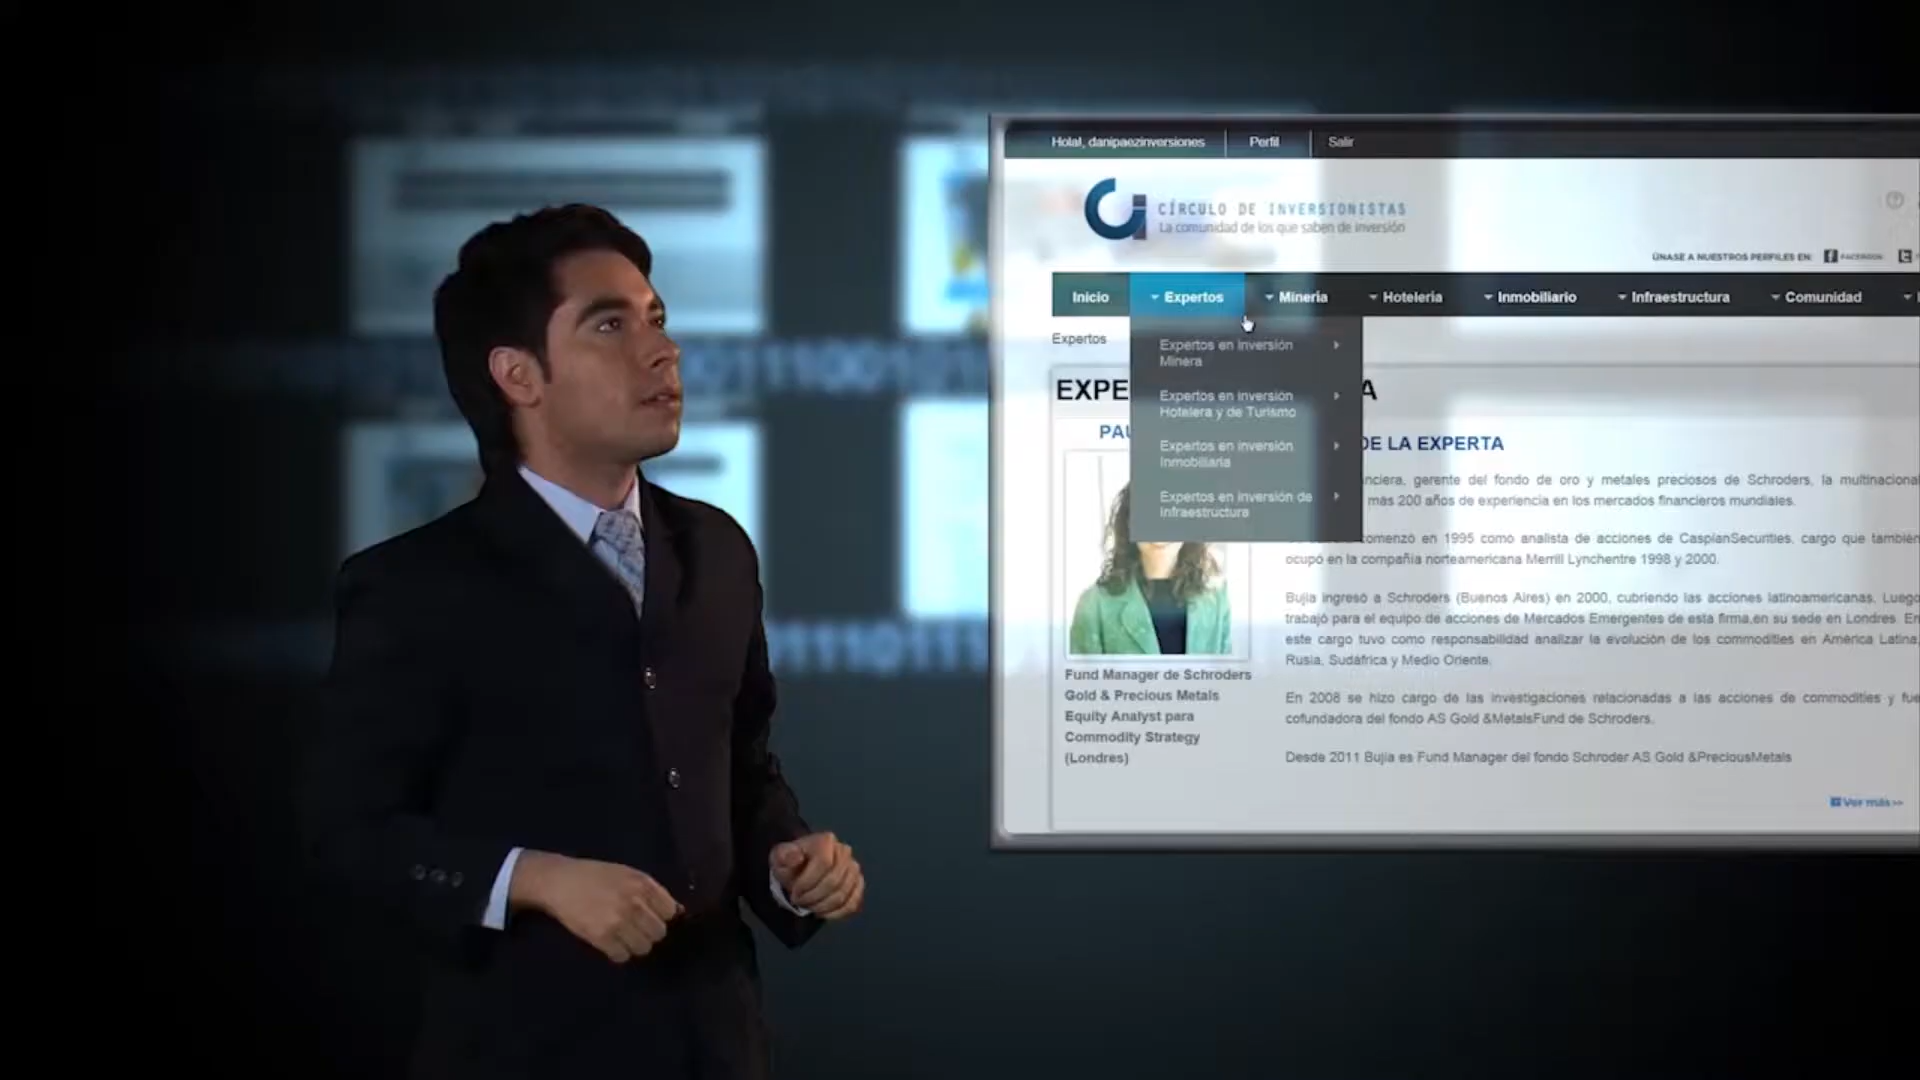 Hola!, danipaezinversiones
Perfil
Salir
CÍRCULO DE INVERSIONISTAS
La comunidad de los que saben de inversión
ÚNASE A NUESTROS PERFILES EN:
FACEBOOK
Inicio
Expertos
Mineria
Hoteleria
Inmobiliario
Infraestructura
Comunidad
Expertos
Expertos en inversión
Minera
Expertos en inversión
Hotelera y de Turismo
Expertos en inversión
Inmobiliaria
Expertos en inversión de
Infraestructura
EXPE
A
PAU
DE LA EXPERTA
nciera, gerente del fondo de oro y metales preciosos de Schroders, la multinacional
más 200 años de experiencia en los mercados financieros mundiales.
comenzó en 1995 como analista de acciones de CaspianSecurities, cargo que también
ocupó en la compañía norteamericana Merrill Lynchentre 1998 y 2000.
Bujía ingresó a Schroders (Buenos Aires) en 2000, cubriendo las acciones latinoamericanas. Luego
trabajó para el equipo de acciones de Mercados Emergentes de esta firma,en su sede en Londres. En
este cargo tuvo como responsabilidad analizar la evolución de los commodities en América Latina,
Rusia, Sudáfrica y Medio Oriente.
En 2008 se hizo cargo de las investigaciones relacionadas a las acciones de commodities y fue
cofundadora del fondo AS Gold &MetalsFund de Schroders.
Desde 2011 Bujía es Fund Manager del fondo Schroder AS Gold &PreciousMetals
Ver más >>
Fund Manager de Schroders
Gold & Precious Metals
Equity Analyst para
Commodity Strategy
(Londres)